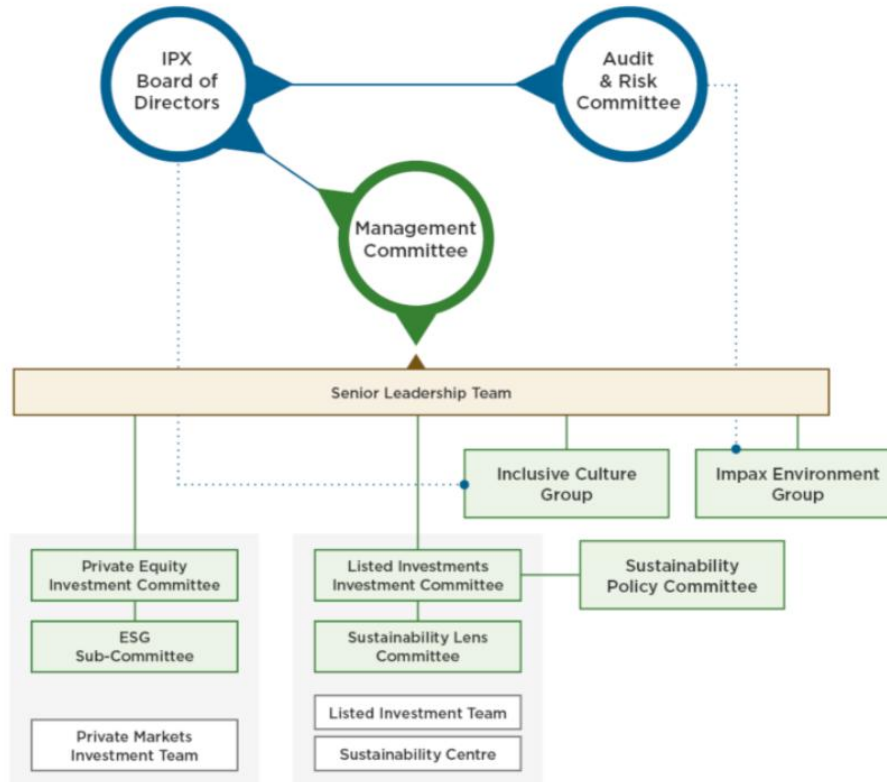 IPX
Board of
Directors
Audit
& Risk
Committee
Management
Committee
Senior Leadership Team
Inclusive Culture
Group
Impax Environment
Group
Private Equity
Investment Committee
Listed Investments
Investment Committee
Sustainability
Policy Committee
ESG
Sub-Committee
Sustainability Lens
Committee
Listed Investment Team
Private Markets
Investment Team
Sustainability Centre